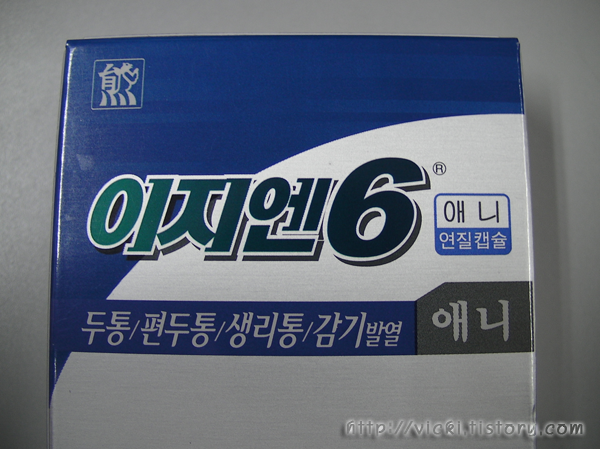 이지엔6®
애니
연질캡슐
두통/편두통/생리통/감기발열
애니
http://vicki.tistory.com